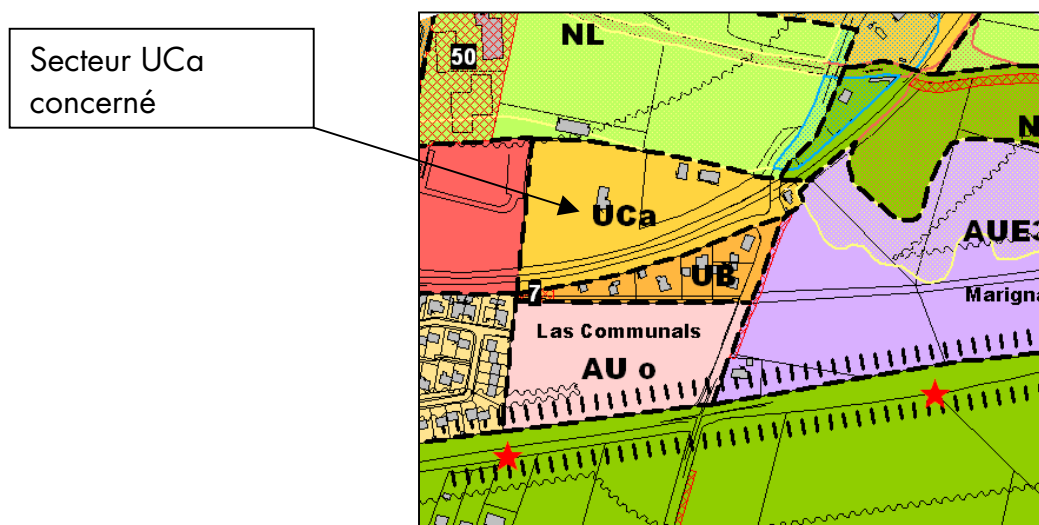 Secteur UCa
concerné
NL
50
N
UCa
AUE
UB
7
Marigna
Las Communals
AU o